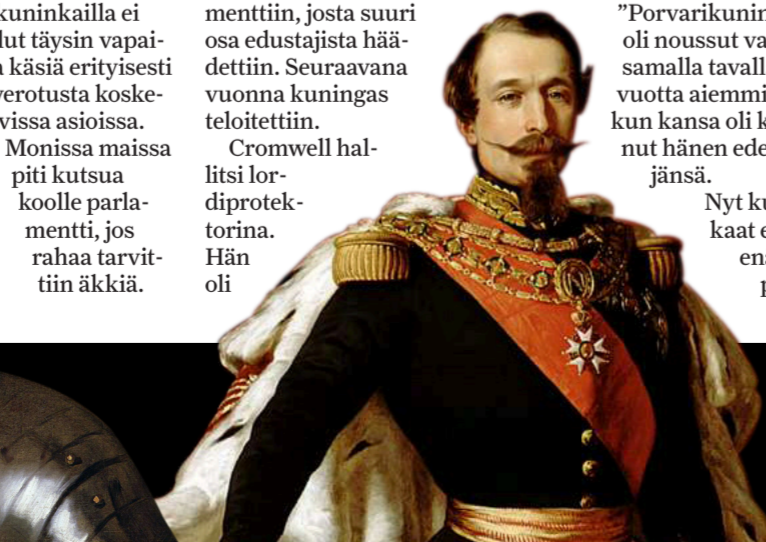 kuninkailla ei
täysin vapai-
käsiä erityisesti
verotusta koske-
vissa asioissa.
Monissa maissa
piti kutsua
koolle parla-
mentti, jos
rahaa tarvit-
tiin äkkiä.
menttiin, josta suuri
osa edustajista hää-
dettiin. Seuraavana
vuonna kuningas
teloitettiin.
Cromwell hal-
litsi lor-
diprotek-
torina.
Hän
oli
”Porvarikunin
oli noussut va
samalla tavall
vuotta aiemmi
kun kansa oli k
nut hänen ede
jänsä.
Nyt ku
kaat e
ens